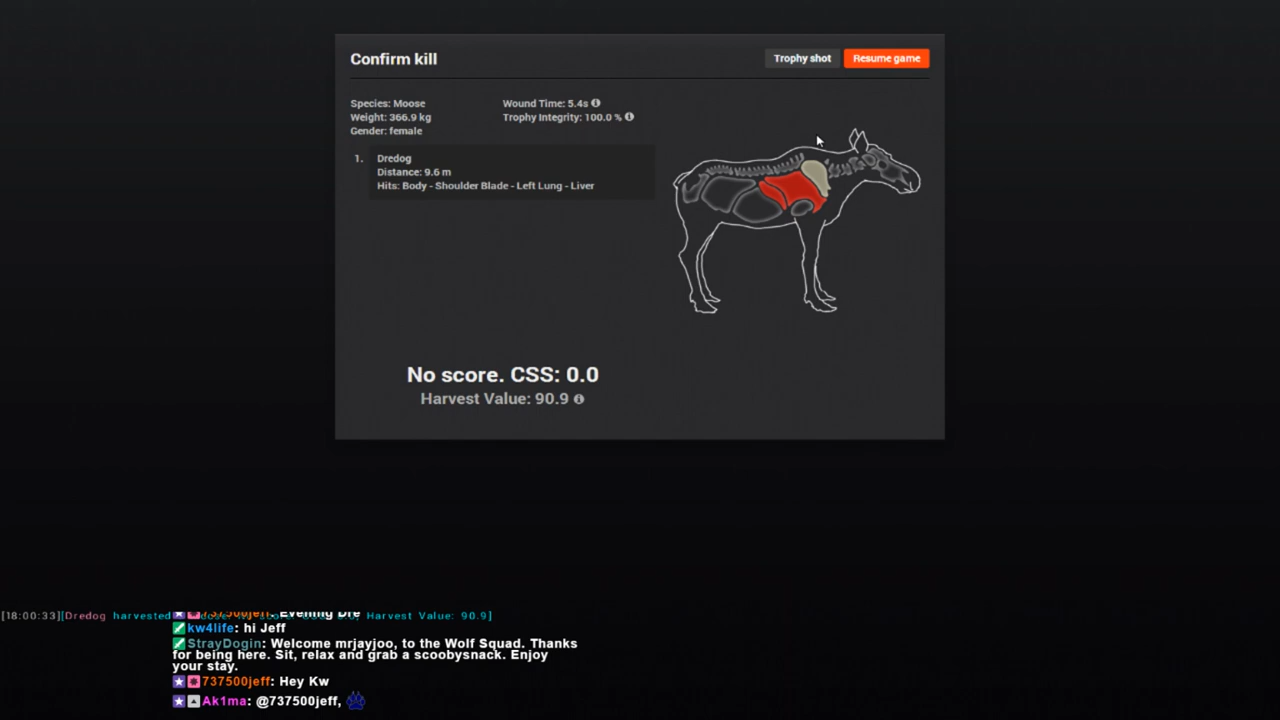 Confirm kill
Trophy shot
Resume game
Species: Moose
Weight: 366.9 kg
Gender: female
Wound Time: 5.4s
Trophy Integrity: 100.0 %
1.
Dredog
Distance: 9.6 m
Hits: Body - Shoulder Blade - Left Lung - Liver
No score. CSS: 0.0
Harvest Value: 90.9
[18:00:33][Dredog harvested Harvest Value: 90.9]
737500jeff: Evening Dre
kw4life: hi Jeff
StrayDogin: Welcome mrjayjoo, to the Wolf Squad. Thanks
for being here. Sit, relax and grab a scoobysnack. Enjoy
your stay.
737500jeff: Hey Kw
Ak1ma: @737500jeff,